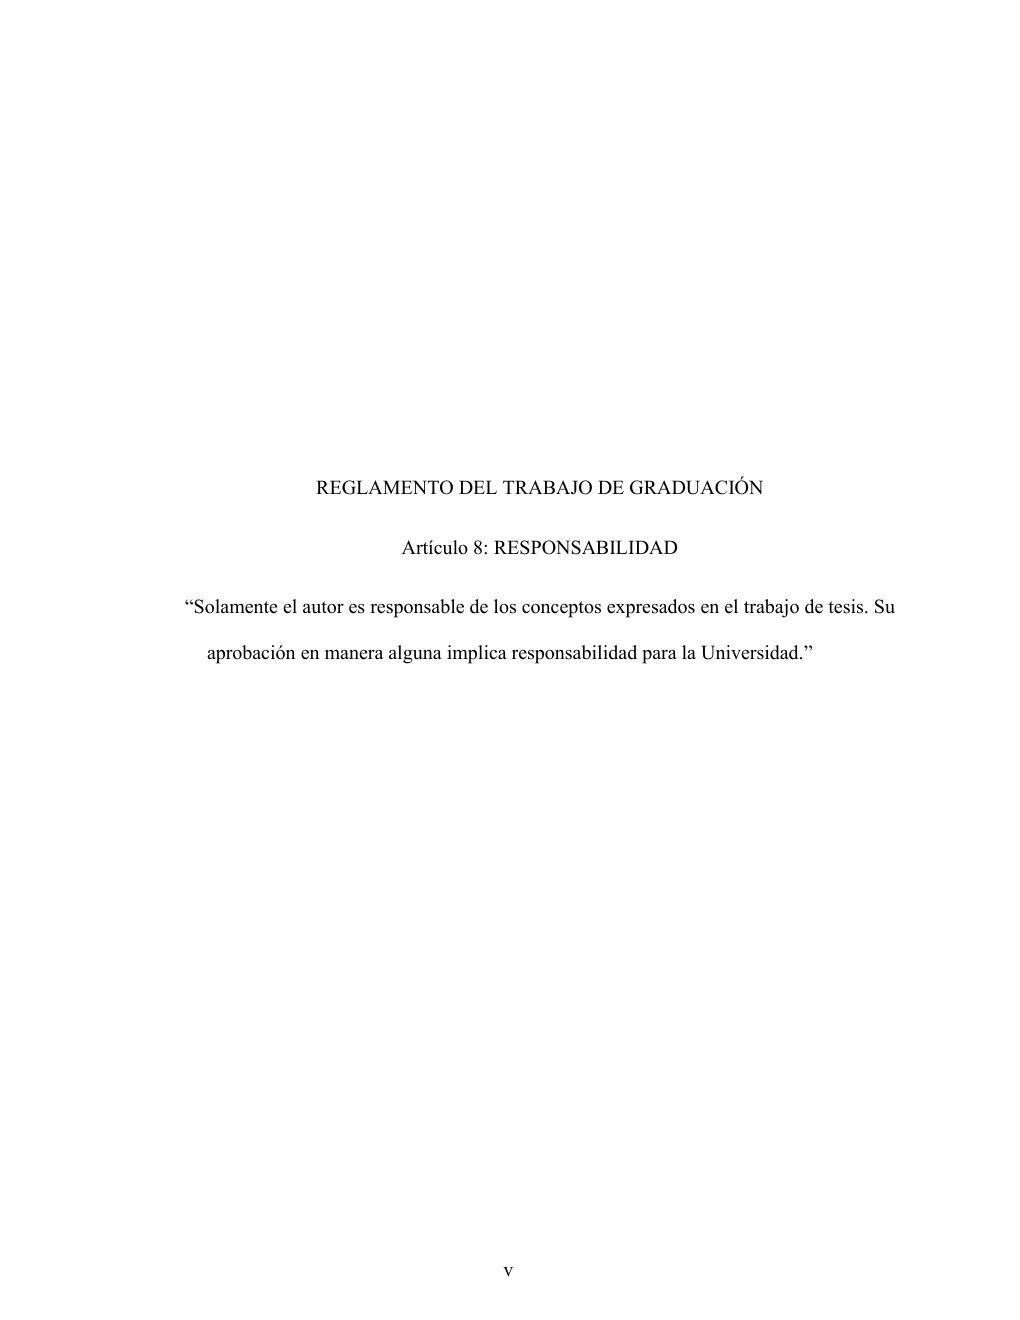 REGLAMENTO DEL TRABAJO DE GRADUACIÓN
Artículo 8: RESPONSABILIDAD
“Solamente el autor es responsable de los conceptos expresados en el trabajo de tesis. Su
aprobación en manera alguna implica responsabilidad para la Universidad.”
v